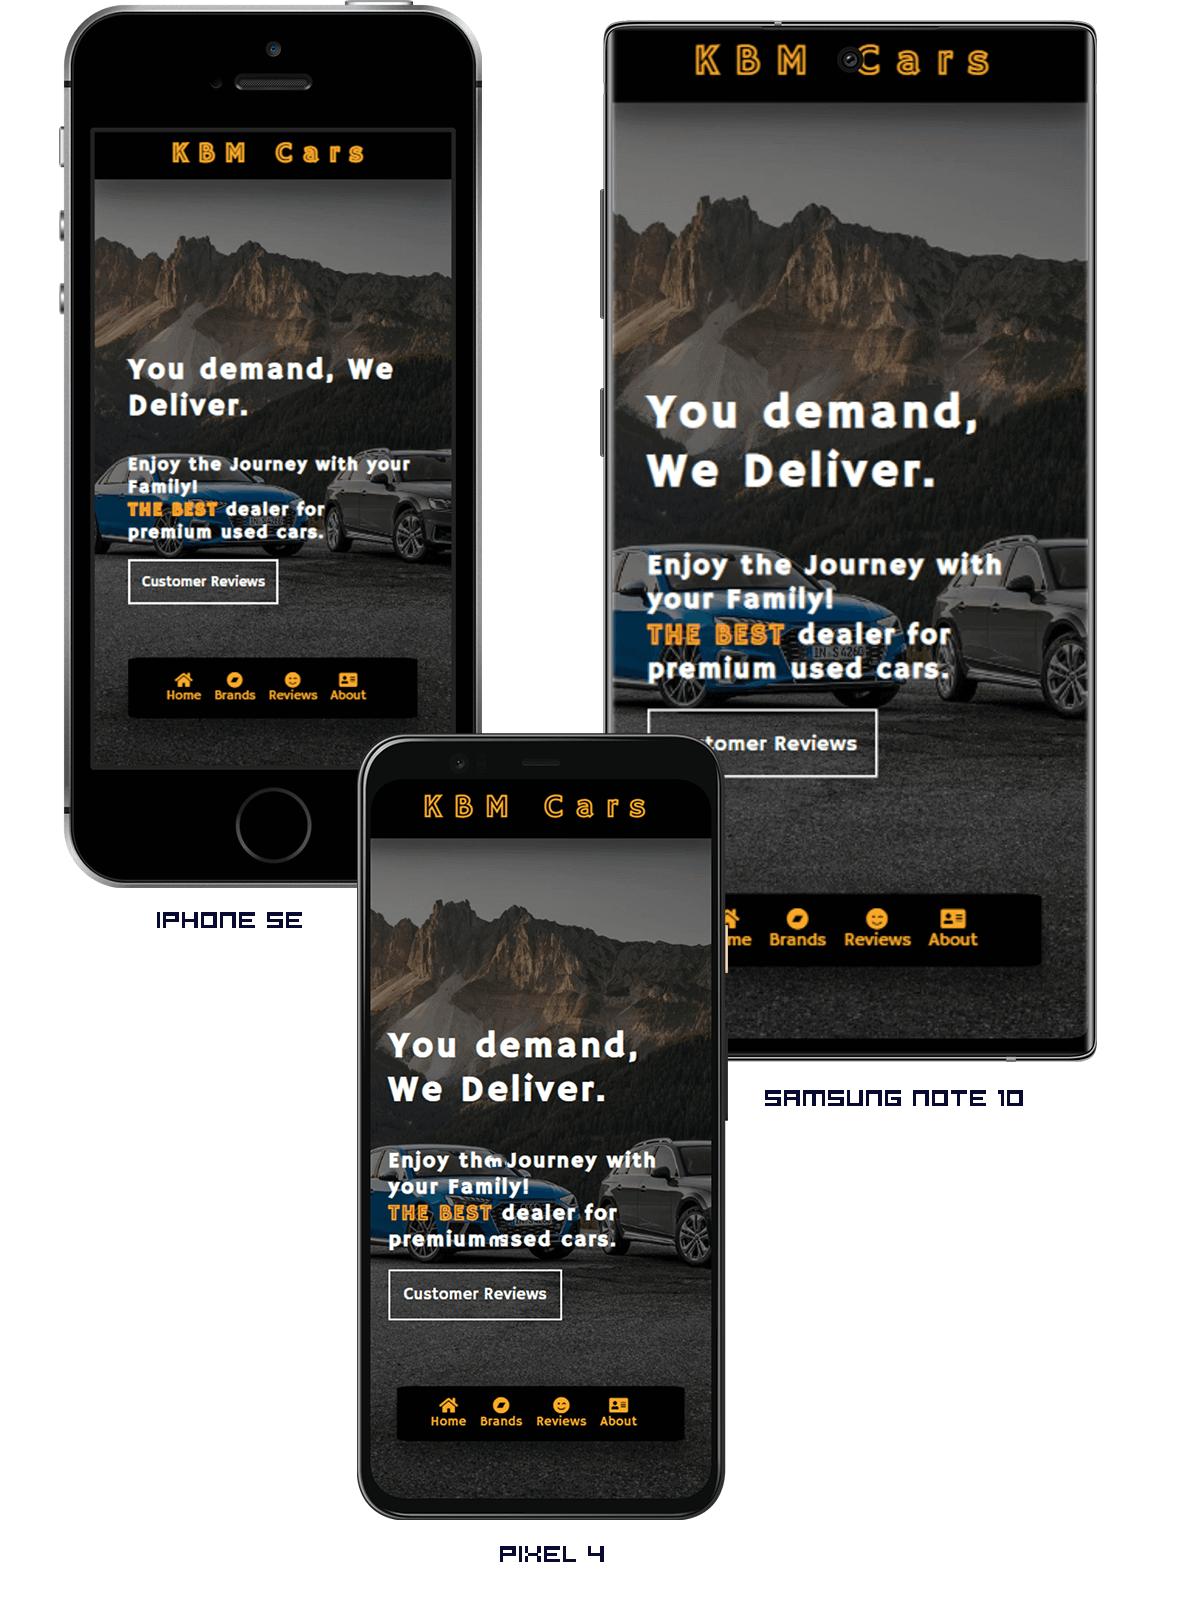 KBM Cars
You demand, We
Deliver.
Enjoy the Journey with your
Family!
THE BEST dealer for
premium used cars.
Customer Reviews
Home Brands Reviews About
IPHONE SE
KBM Cars
You demand,
We Deliver.
Enjoy the Journey with
your Family!
THE BEST dealer for
premium used cars.
tomer Reviews
me Brands Reviews About
SAMSUNG NOTE 10
KBM Cars
You demand,
We Deliver.
Enjoy the Journey with
your Family!
THE BEST dealer for
premium used cars.
Customer Reviews
Home Brands Reviews About
PIXEL 4